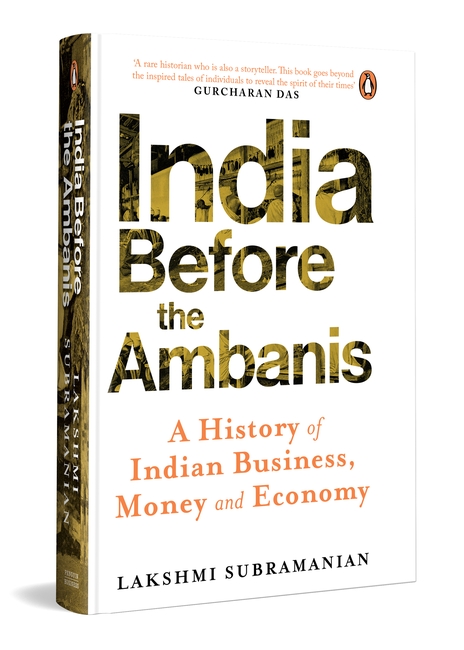 'A rare historian who is also a storyteller. This book goes beyond
the inspired tales of individuals to reveal the spirit of their times'
GURCHARAN DAS
India
Before
the
Ambanis
A History of
Indian Business,
Money and Economy
LAKSHMI SUBRAMANIAN
India Before
the Ambanis
LAKSHMI
SUBRAMANIAN